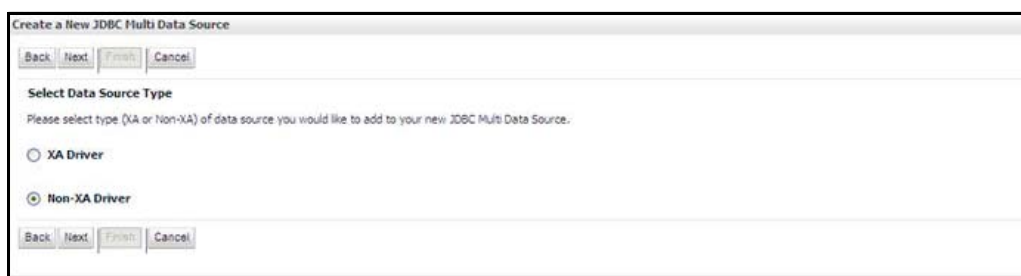 Create a New JDBC Multi Data Source
Back Next Finish Cancel
Select Data Source Type
Please select type (XA or Non-XA) of data source you would like to add to your new JDBC Multi Data Source.
XA Driver
Non-XA Driver
Back Next Finish Cancel